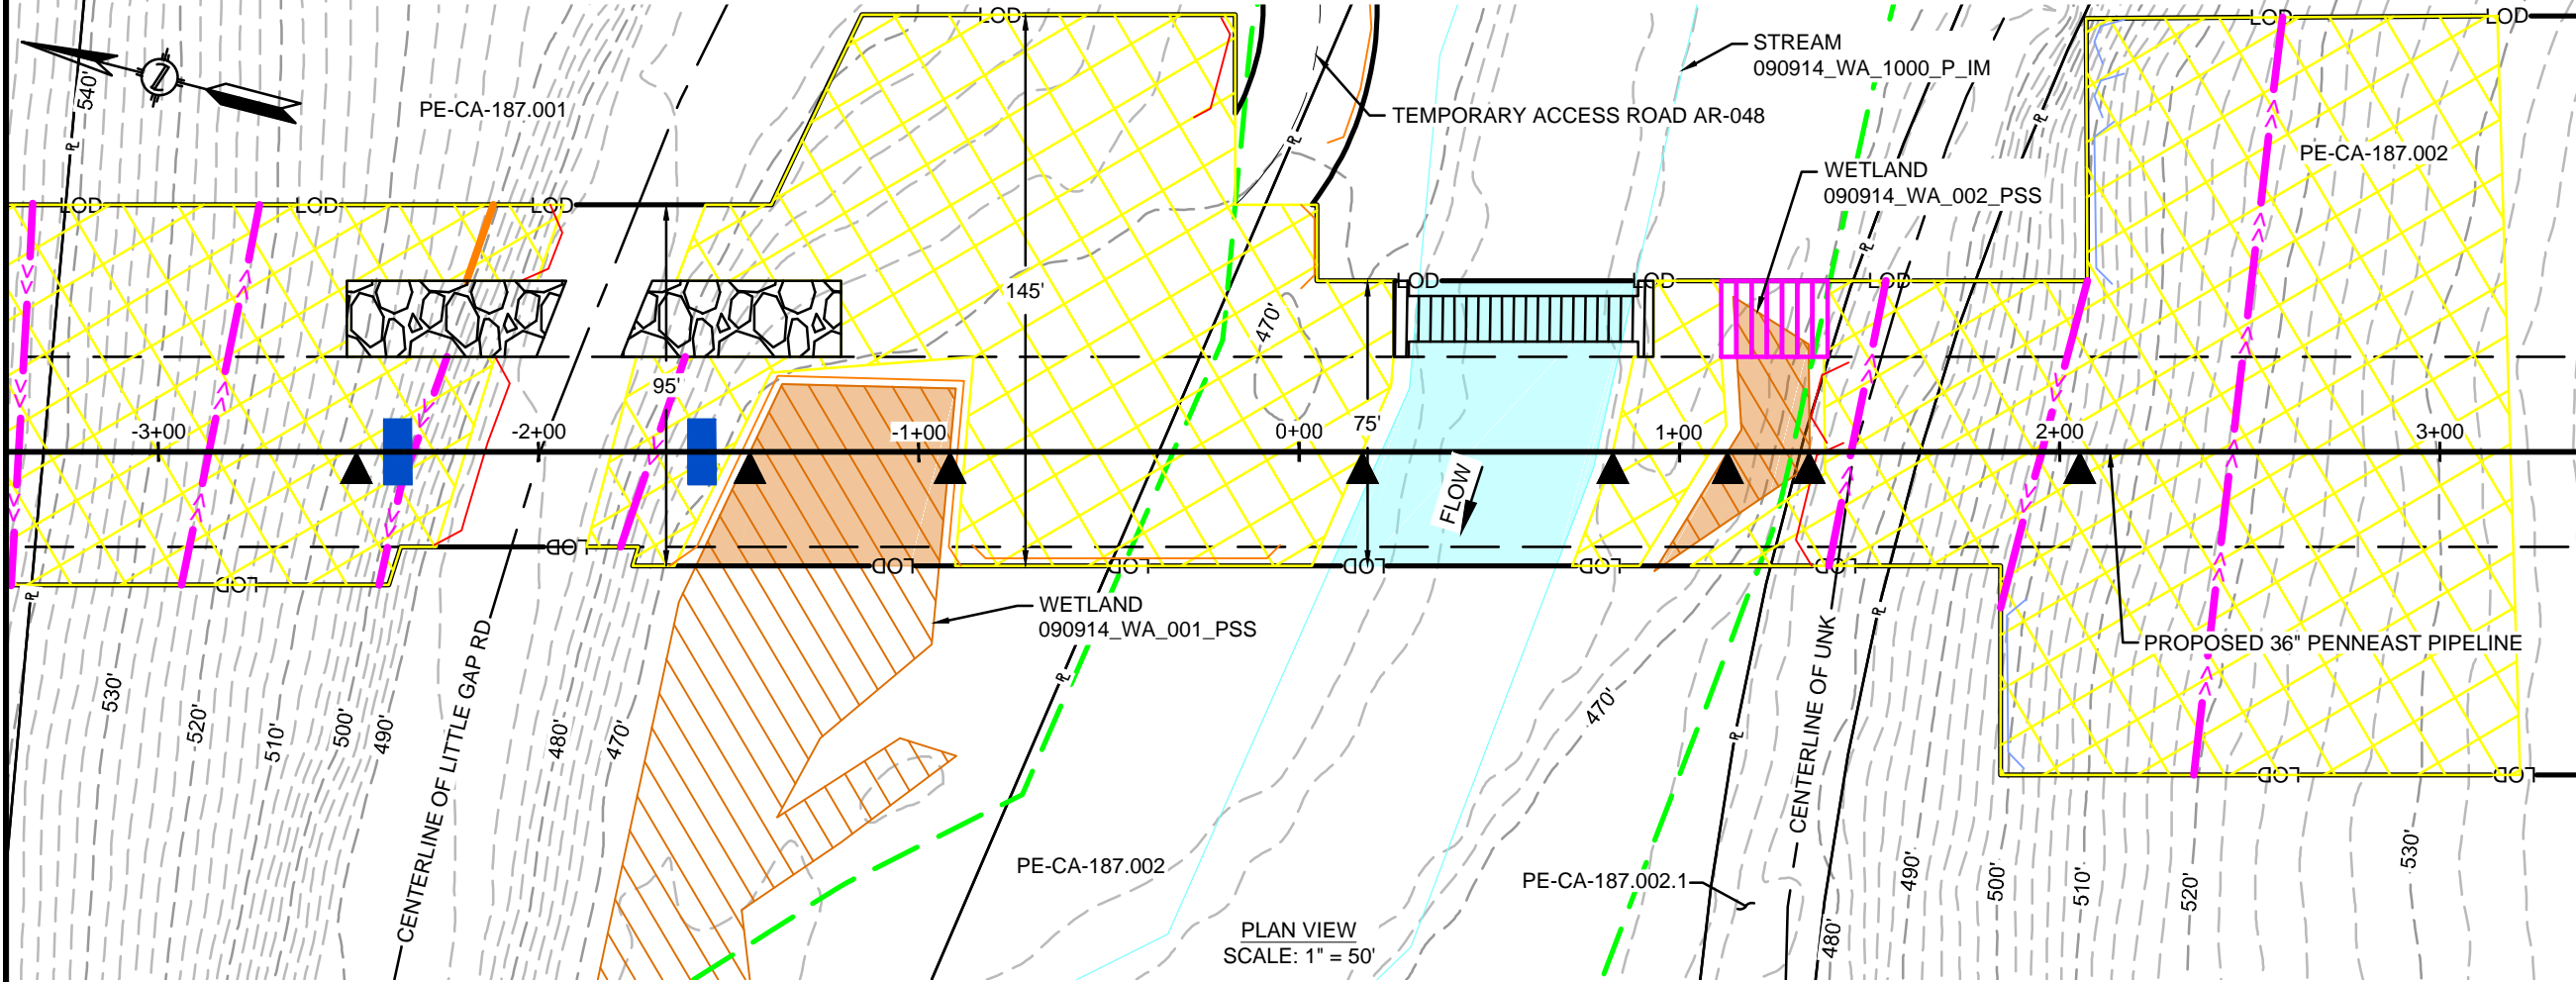 LOD
LOD
LOD
STREAM
090914_WA_1000_P_IM
540'
PE-CA-187.001
TEMPORARY ACCESS ROAD AR-048
PE-CA-187.002
WETLAND
090914_WA_002_PSS
LOD
LOD
LOD
LOD
LOD
LOD
145'
470'
95'
75'
-3+00
-2+00
-1+00
0+00
1+00
2+00
3+00
FLOW
LOD
LOD
LOD
LOD
LOD
LOD
LOD
WETLAND
090914_WA_001_PSS
PROPOSED 36" PENNEAST PIPELINE
530'
520'
510'
500'
490'
CENTERLINE OF LITTLE GAP RD
480'
470'
470'
CENTERLINE OF UNK
LOD
LOD
PE-CA-187.002
PE-CA-187.002.1
480'
490'
500'
510'
520'
530'
PLAN VIEW
SCALE: 1" = 50'